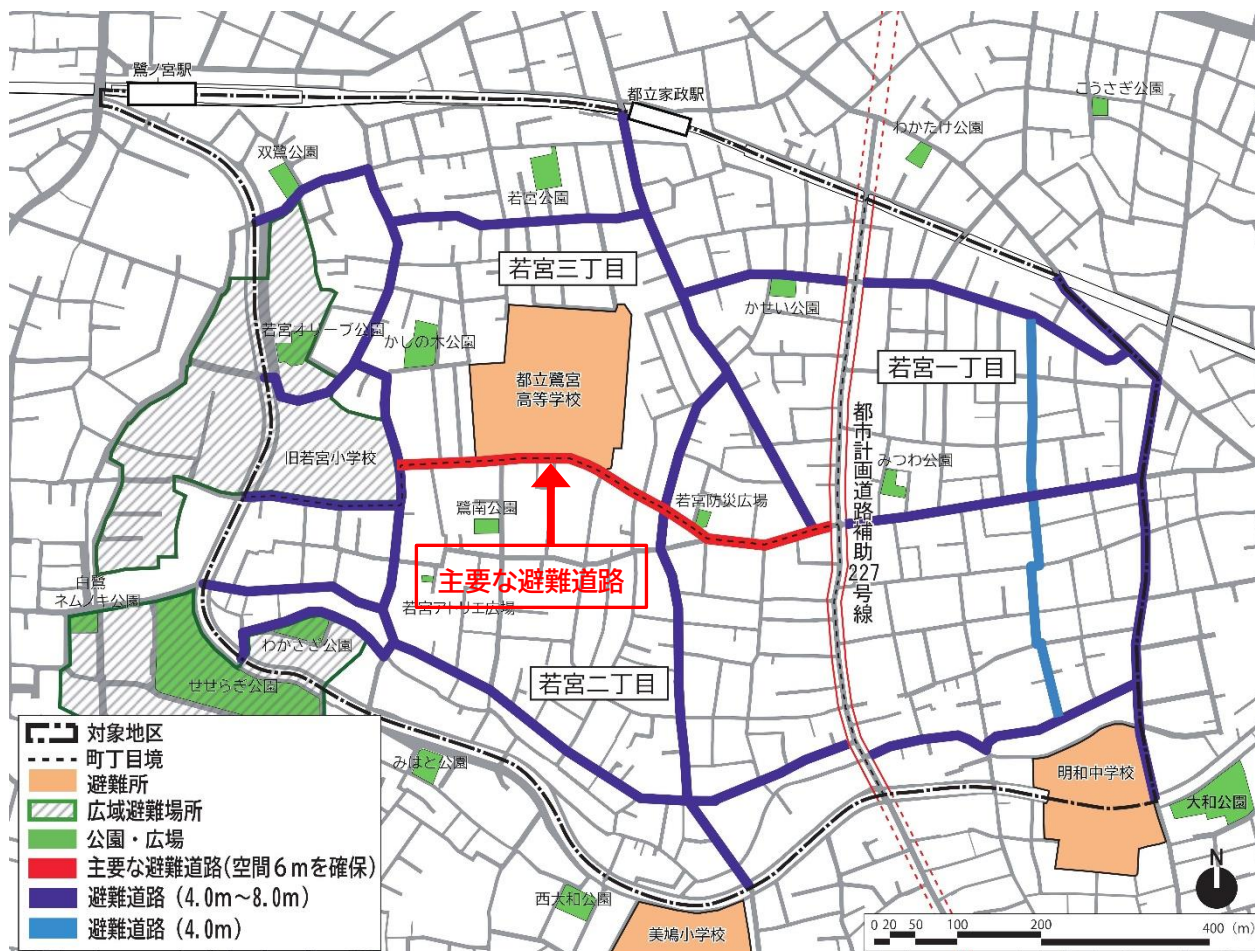 鷺ノ宮駅
都立家政駅
こうさぎ公園
わかたけ公園
双鷺公園
若宮公園
若宮三丁目
かせい公園
若宮オリーブ公園
かしの木公園
若宮一丁目
都立鷺宮
高等学校
都市計画道路補助227号線
旧若宮小学校
みつわ公園
鷺南公園
若宮防災広場
主要な避難道路
白鷺
ネムノキ公園
若宮アトリエ広場
わかさぎ公園
せせらぎ公園
若宮二丁目
みはと公園
明和中学校
大和公園
西大和公園
美鳩小学校
対象地区
町丁目境
避難所
広域避難場所
公園・広場
主要な避難道路(空間6mを確保)
避難道路（4.0m～8.0m）
避難道路（4.0m）
N
0 20 50 100 200 400（m）